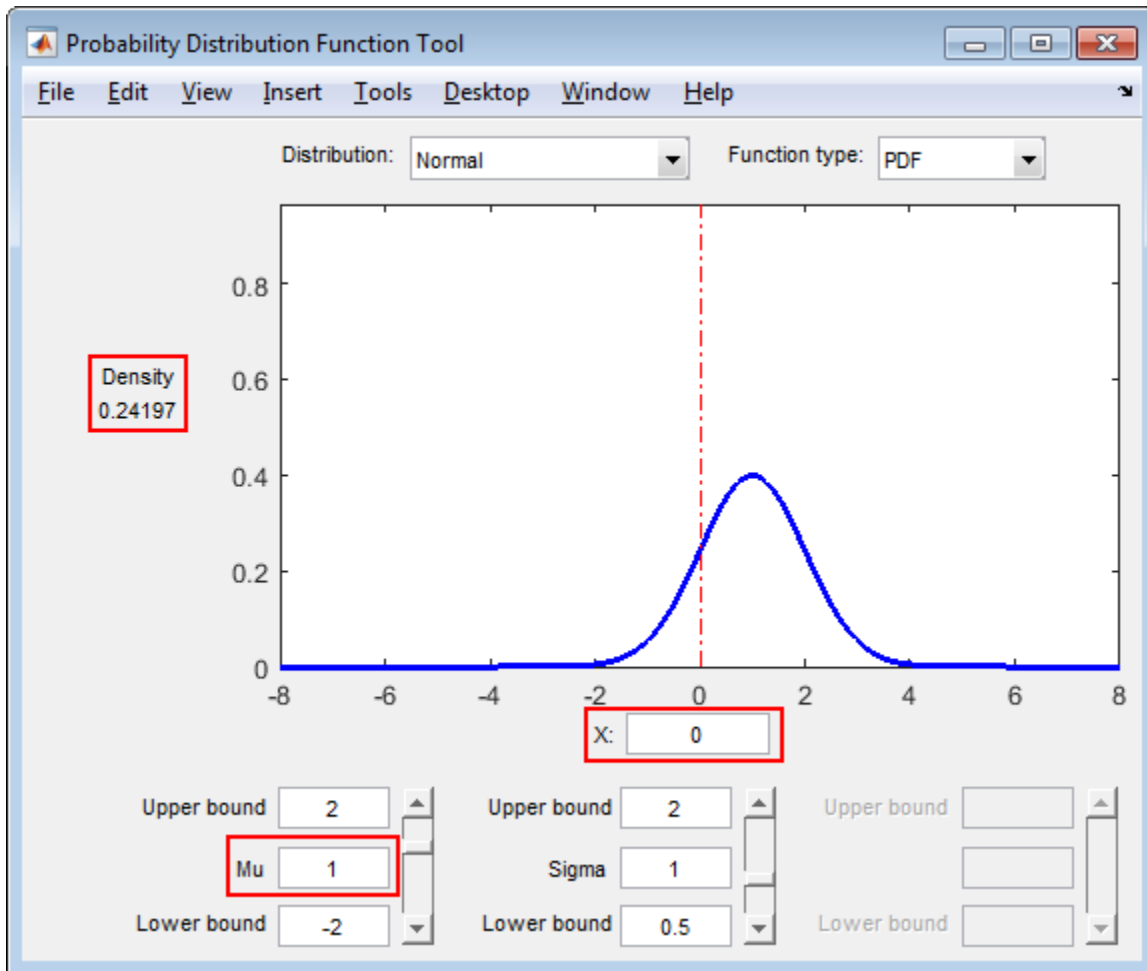 Probability Distribution Function Tool
File Edit View Insert Tools Desktop Window Help
Distribution: Normal Function type: PDF
0.8
0.6
0.4
0.2
0
Density
0.24197
-8 -6 -4 -2 0 2 4 6 8
X: 0
Upper bound 2 Upper bound 2 Upper bound
Mu 1 Sigma 1
Lower bound -2 Lower bound 0.5 Lower bound